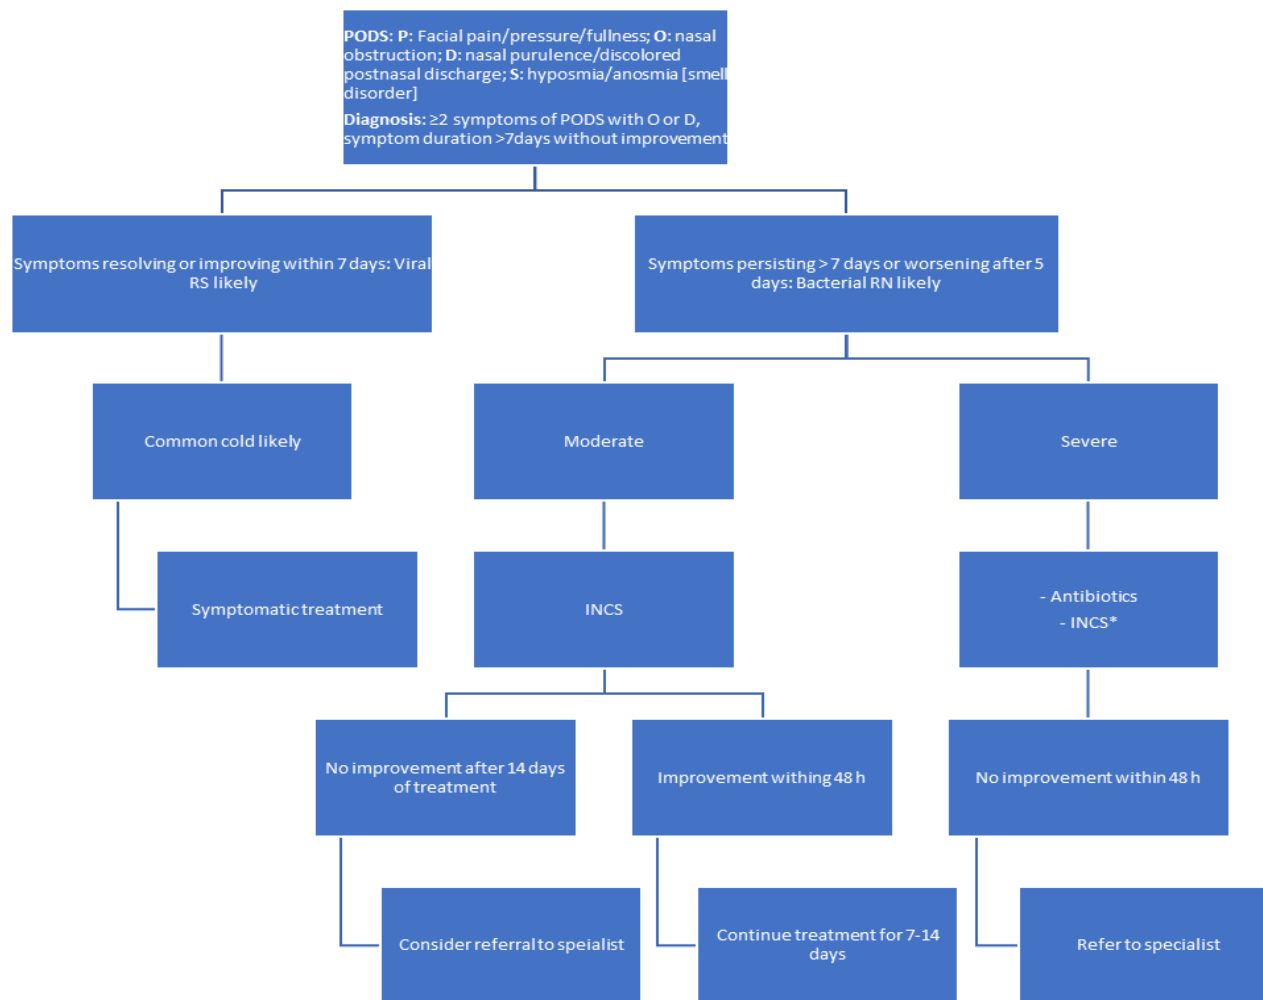 PODS: P: Facial pain/pressure/fullness; O: nasal
obstruction; D: nasal purulence/discolored
postnasal discharge; S: hyposmia/anosmia [smell
disorder]
Diagnosis: ≥2 symptoms of PODS with O or D,
symptom duration >7days without improvement
Symptoms resolving or improving within 7 days: Viral
RS likely
Symptoms persisting > 7 days or worsening after 5
days: Bacterial RN likely
Common cold likely
Moderate
Severe
Symptomatic treatment
INCS
- Antibiotics
- INCS*
No improvement after 14 days
of treatment
Improvement withing 48 h
No improvement within 48 h
Consider referral to speialist
Continue treatment for 7-14
days
Refer to specialist